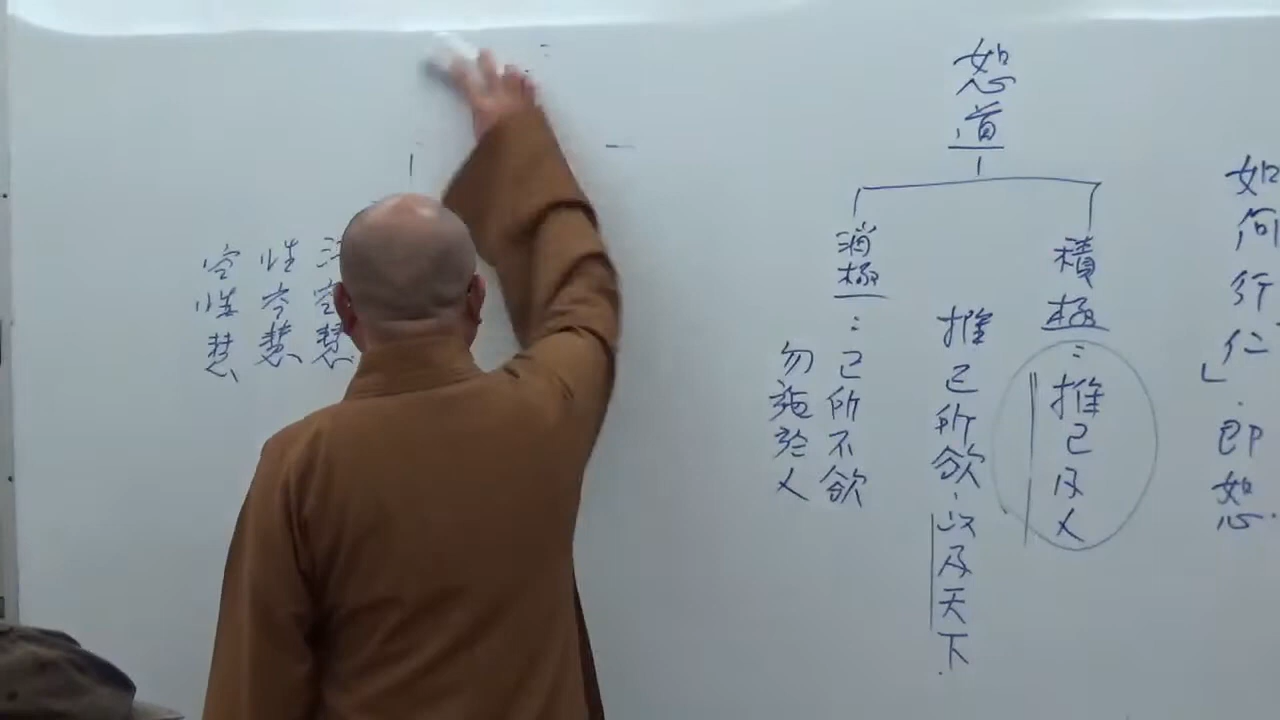 如何行仁」.即恕.
恕道
積極:推己及人
推己所欲.以及天下.
消極:己所不欲
勿施於人
空慧
性空慧
空性慧